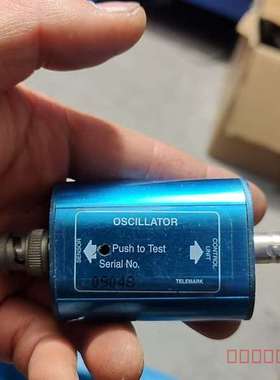 OSCILLATOR
SENSOR
Push to Test
CONTROL
UNIT
Serial No.
TELEMARK